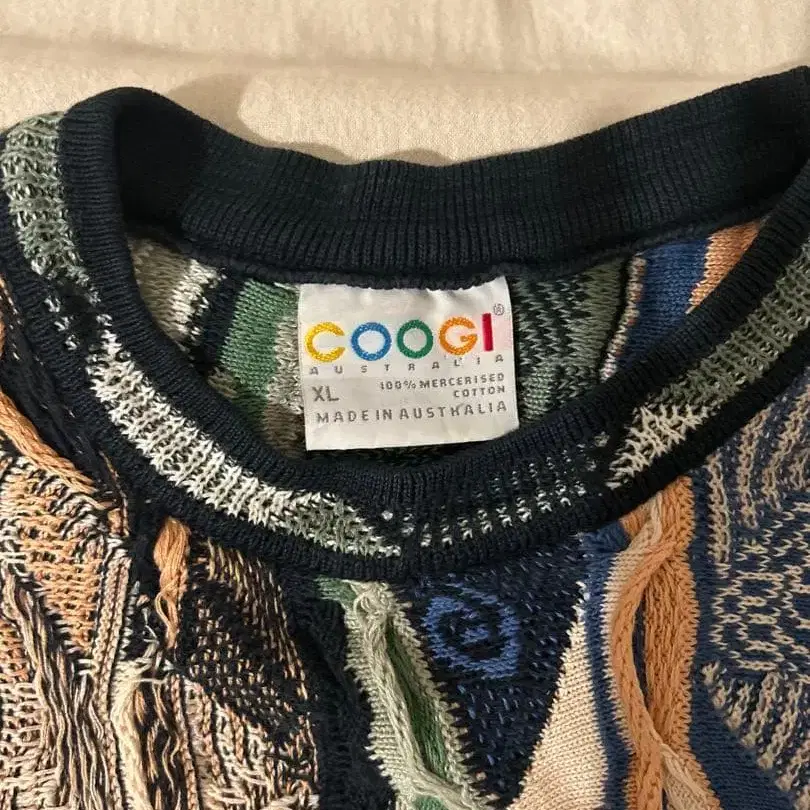 COOGI®
AUSTRALIA
XL 100% MERCERISED
COTTON
MADE IN AUSTRALIA